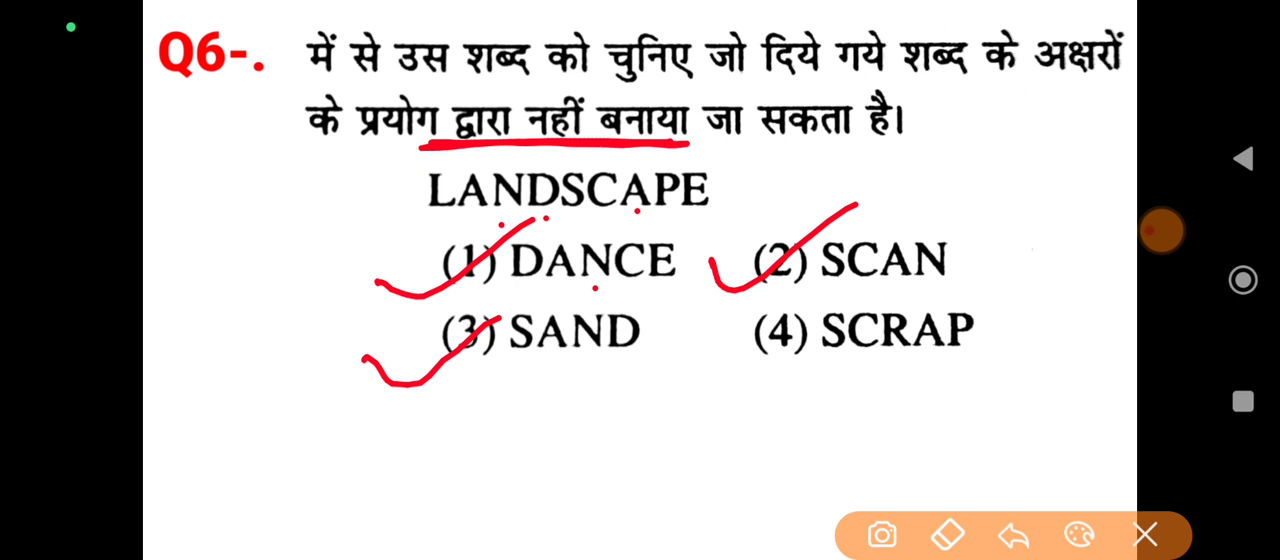 Q6-. में से उस शब्द को चुनिए जो दिये गये शब्द के अक्षरों
के प्रयोग द्वारा नहीं बनाया जा सकता है।
LANDSCAPE
(1) DANCE (2) SCAN
(3) SAND (4) SCRAP